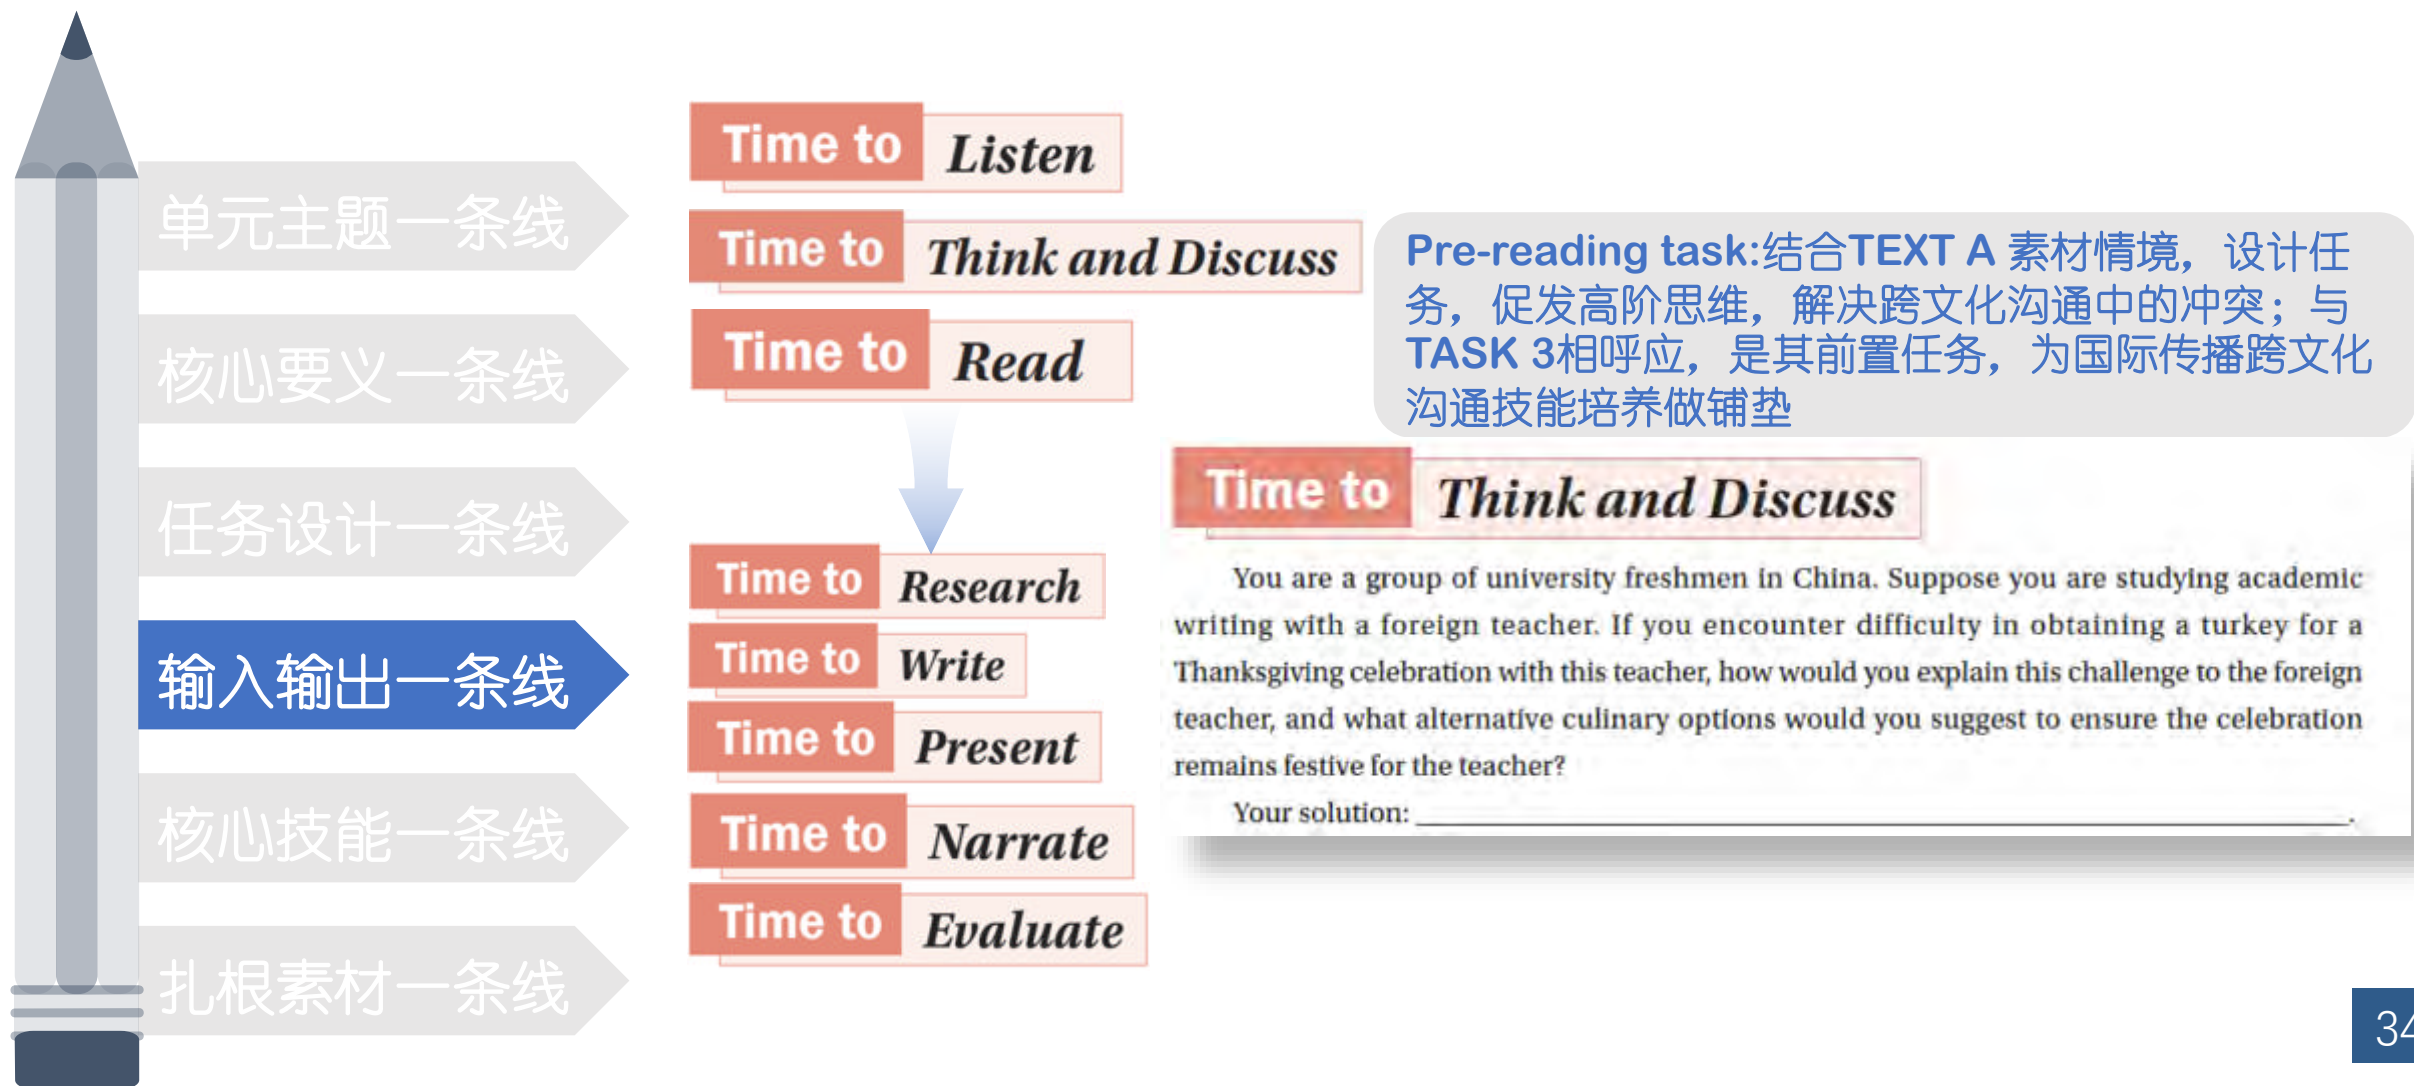 单元主题一条线
核心要义一条线
任务设计一条线
输入输出一条线
核心技能一条线
扎根素材一条线
Time to Listen
Time to Think and Discuss
Time to Read
Time to Research
Time to Write
Time to Present
Time to Narrate
Time to Evaluate
Pre-reading task:结合TEXT A 素材情境，设计任
务，促发高阶思维，解决跨文化沟通中的冲突；与
TASK 3相呼应，是其前置任务，为国际传播跨文化
沟通技能培养做铺垫
Time to Think and Discuss
You are a group of university freshmen in China. Suppose you are studying academic
writing with a foreign teacher. If you encounter difficulty in obtaining a turkey for a
Thanksgiving celebration with this teacher, how would you explain this challenge to the foreign
teacher, and what alternative culinary options would you suggest to ensure the celebration
remains festive for the teacher?
Your solution: .
34